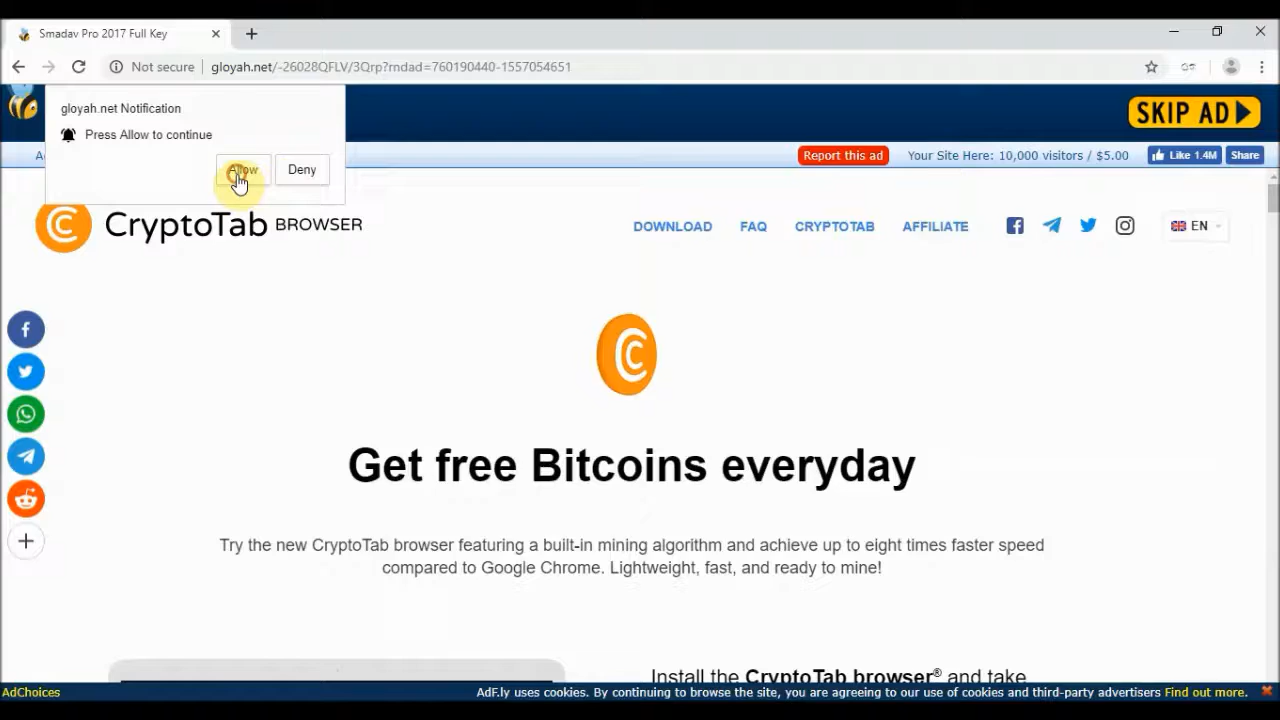 Smadav Pro 2017 Full Key
Not secure | gloyah.net/-26028QFLV/3Qrp?rndad=760190440-1557054651
gloyah.net Notification
Press Allow to continue
Allow Deny
SKIP AD
Report this ad Your Site Here: 10,000 visitors / $5.00 Like 1.4M Share
CryptoTab BROWSER
DOWNLOAD FAQ CRYPTOTAB AFFILIATE EN
Get free Bitcoins everyday
Try the new CryptoTab browser featuring a built-in mining algorithm and achieve up to eight times faster speed
compared to Google Chrome. Lightweight, fast, and ready to mine!
Install the CryptoTab browser® and take
AdChoices AdF.ly uses cookies. By continuing to browse the site, you are agreeing to our use of cookies and third-party advertisers Find out more.